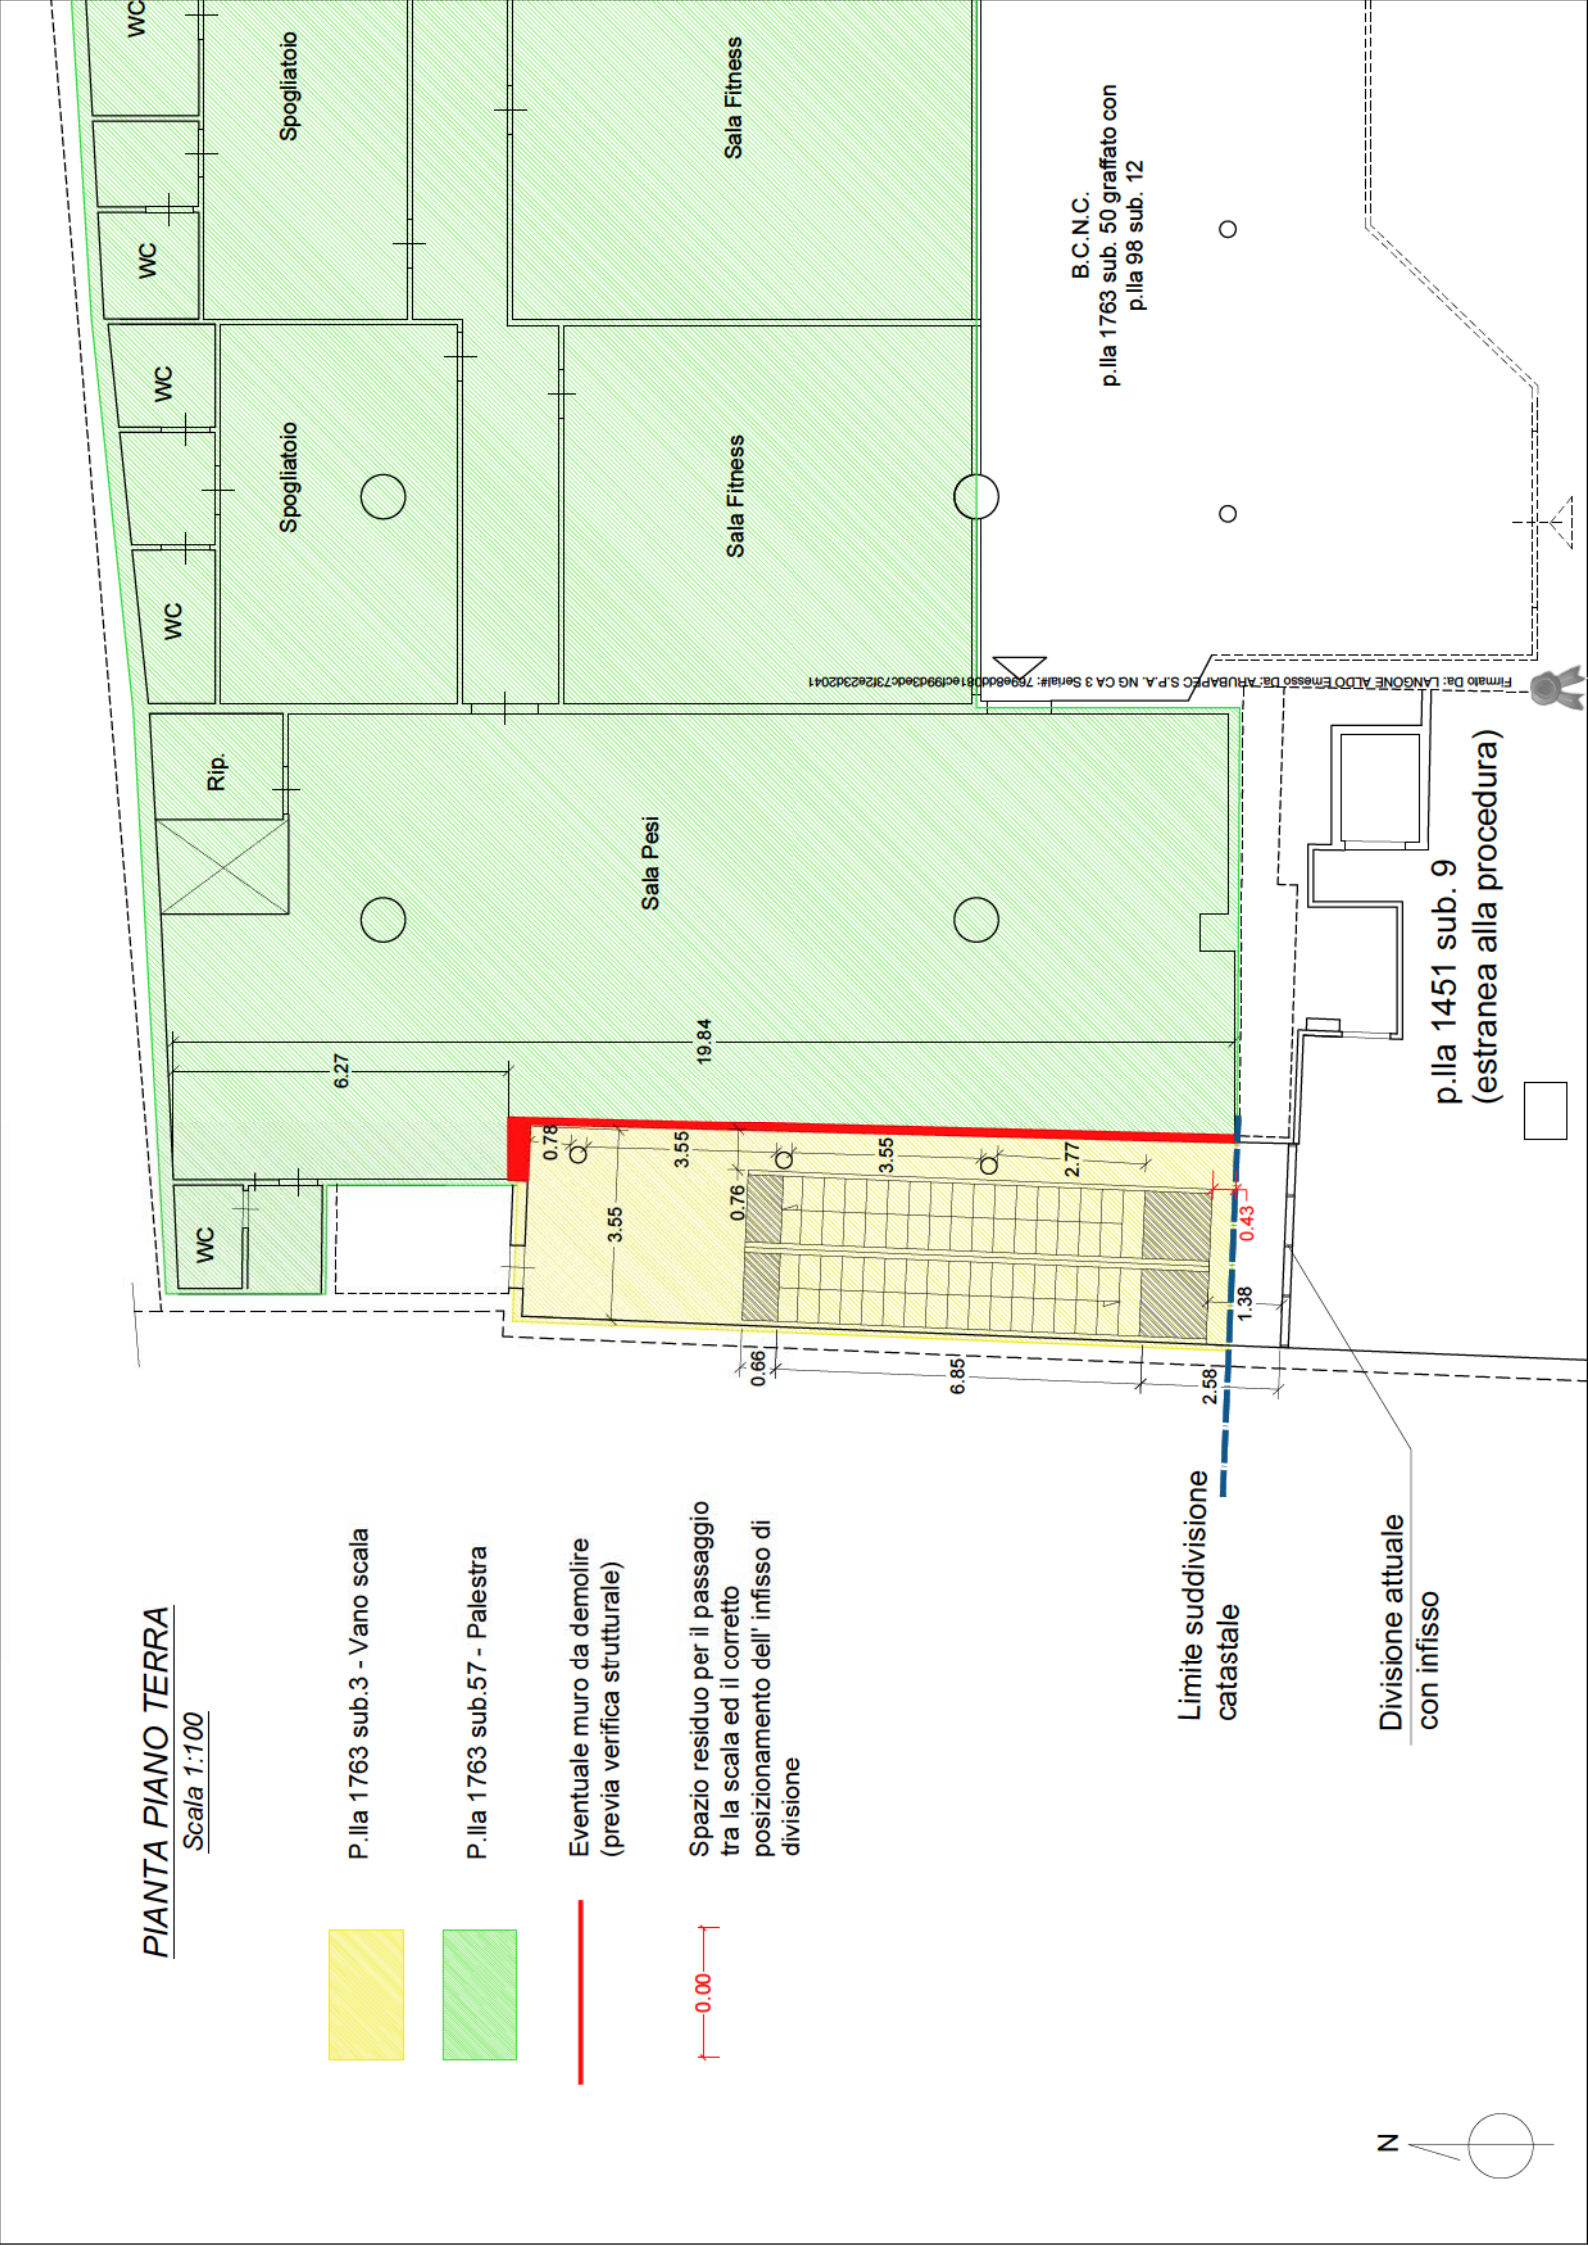 PIANTA PIANO TERRA
Scala 1:100
P.lla 1763 sub.3 - Vano scala
P.lla 1763 sub.57 - Palestra
Eventuale muro da demolire
(previa verifica strutturale)
0.00
Spazio residuo per il passaggio
tra la scala ed il corretto
posizionamento dell' infisso di
divisione
Limite suddivisione
catastale
Divisione attuale
con infisso
N
WC
WC
WC
WC
WC
Spogliatoio
Spogliatoio
Sala Fitness
Sala Fitness
Rip.
Sala Pesi
6.27
19.84
0.78
3.55
3.55
2.77
0.76
3.55
0.43
1.38
0.66
6.85
2.58
B.C.N.C.
p.lla 1763 sub. 50 graffato con
p.lla 98 sub. 12
p.lla 1451 sub. 9
(estranea alla procedura)
Firmato Da: LANGONE ALDO Emesso Da: ARUBAPEC S.P.A. NG CA 3 Serial#: 769e8dd081ecf99d3edc73f2e23d2041